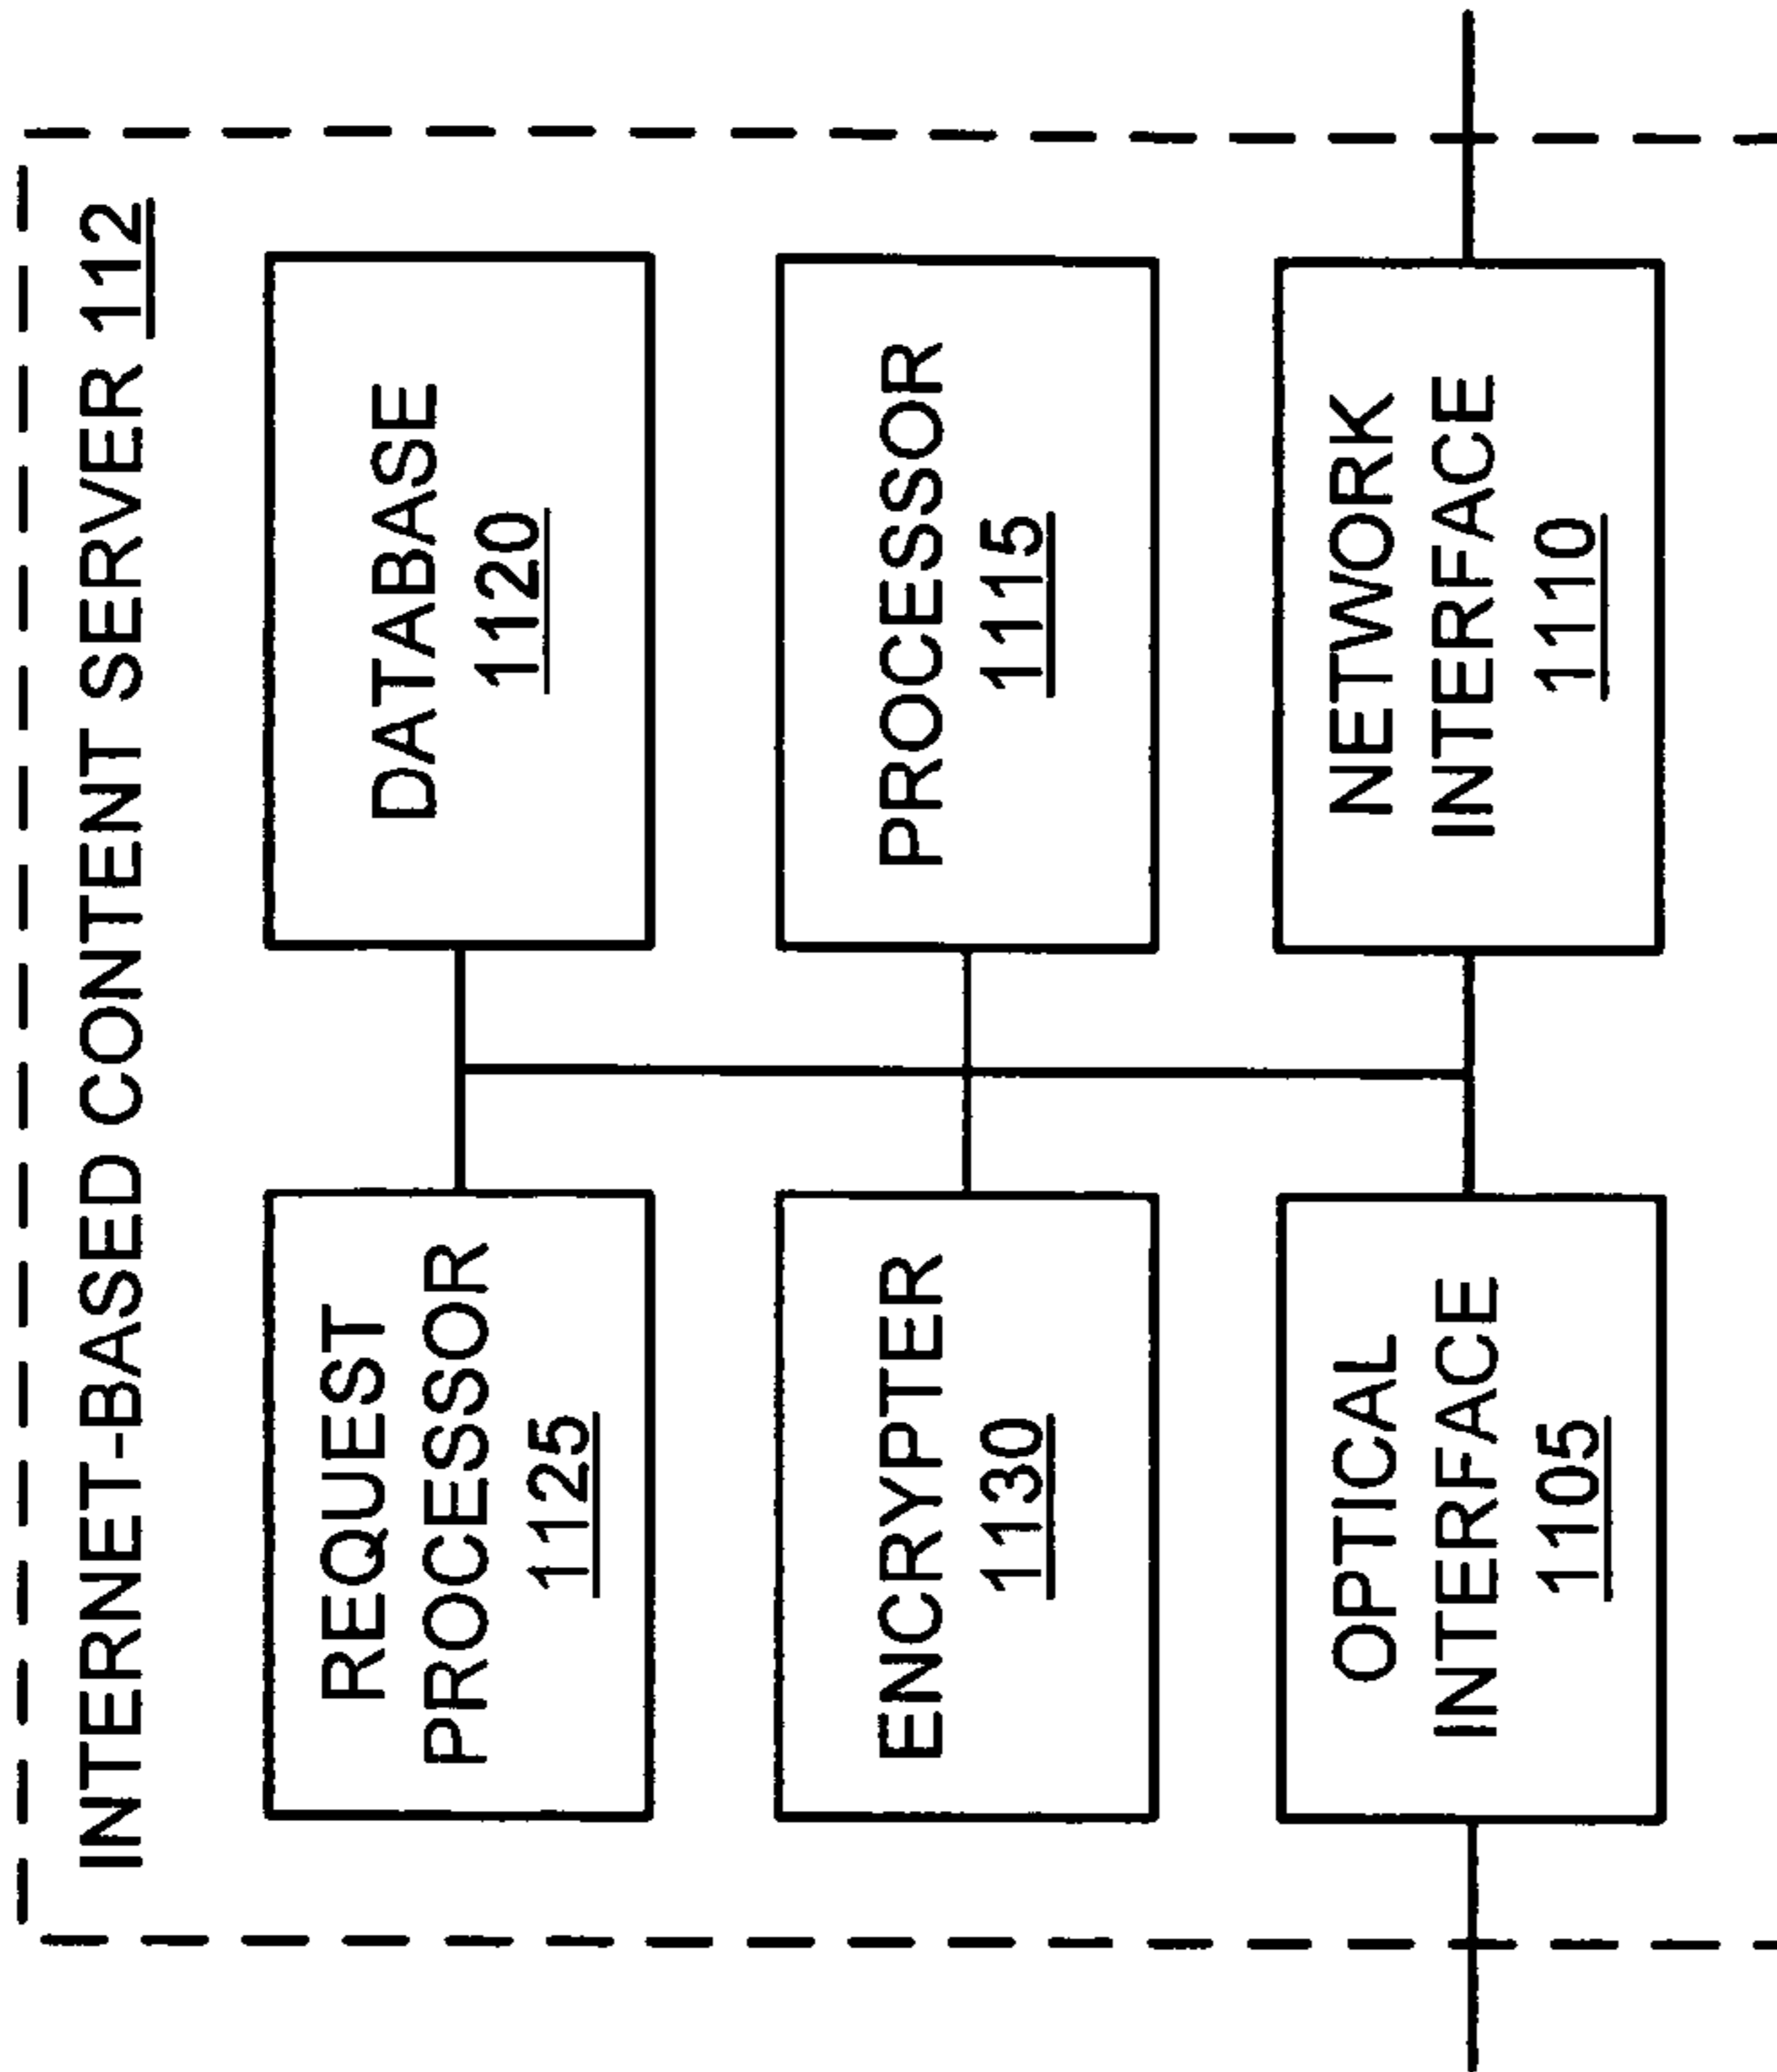 INTERNET-BASED CONTENT SERVER 112
REQUEST
PROCESSOR
1125
DATABASE
1120
ENCRYPTER
1130
PROCESSOR
1115
OPTICAL
INTERFACE
1105
NETWORK
INTERFACE
1110